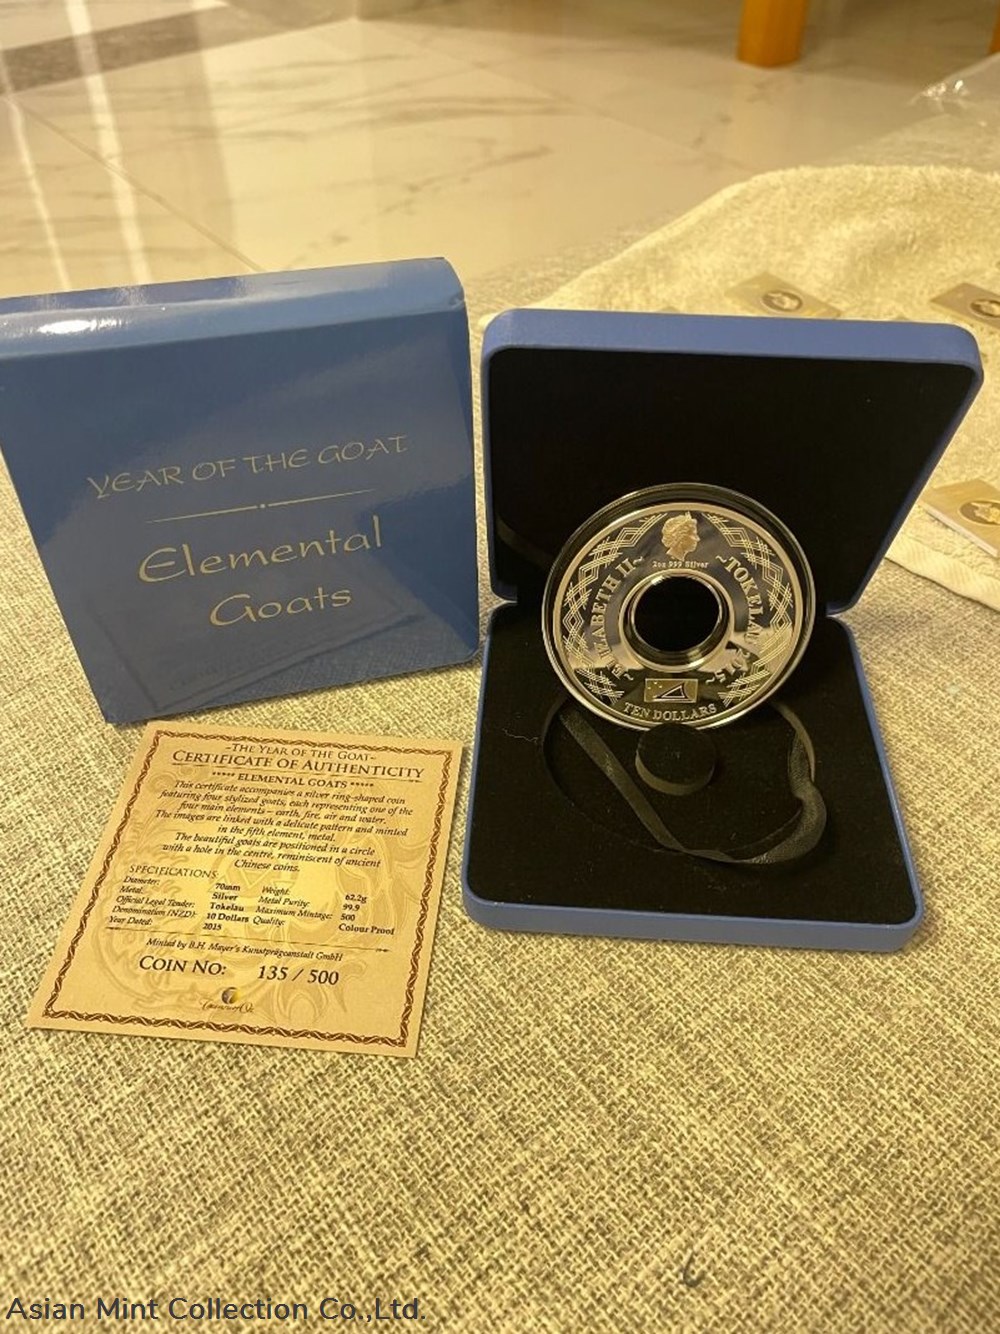 YEAR OF THE GOAT
Elemental
Goats
2oz 999 Silver
~ELIZABETH II~
~TOKELAU 2015~
TEN DOLLARS
~THE YEAR OF THE GOAT~
CERTIFICATE OF AUTHENTICITY
***** ELEMENTAL GOATS *****
This certificate accompanies a silver ring-shaped coin
featuring four stylized goats, each representing one of the
four main elements – earth, fire, air and water.
The images are linked with a delicate pattern and minted
in the fifth element, metal.
The beautiful goats are positioned in a circle
with a hole in the centre, reminiscent of ancient
Chinese coins.
SPECIFICATIONS:
Diameter: 70mm Weight: 62.2g
Metal: Silver Metal Purity: 99.9
Official Legal Tender: Tokelau Maximum Mintage: 500
Denomination (NZD): 10 Dollars Quality: Colour Proof
Year Dated: 2015
Minted by B.H. Mayer's Kunstprägeanstalt GmbH
COIN NO: 135 / 500
Asian Mint Collection Co.,Ltd.